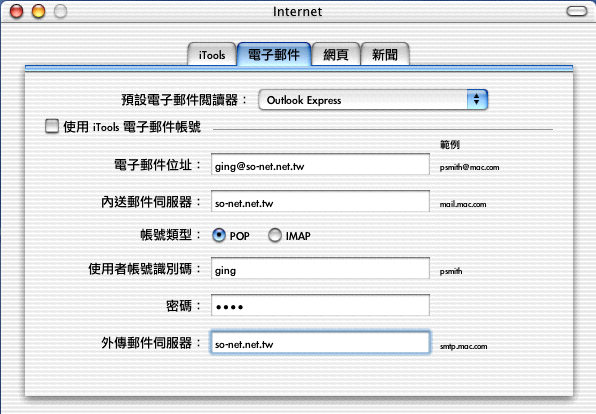 Internet
iTools 電子郵件 網頁 新聞
預設電子郵件閱讀器： Outlook Express
使用 iTools 電子郵件帳號
範例
電子郵件位址： ging@so-net.net.tw psmith@mac.com
內送郵件伺服器： so-net.net.tw mail.mac.com
帳號類型： POP IMAP
使用者帳號識別碼： ging psmith
密碼： ••••
外傳郵件伺服器： so-net.net.tw smtp.mac.com